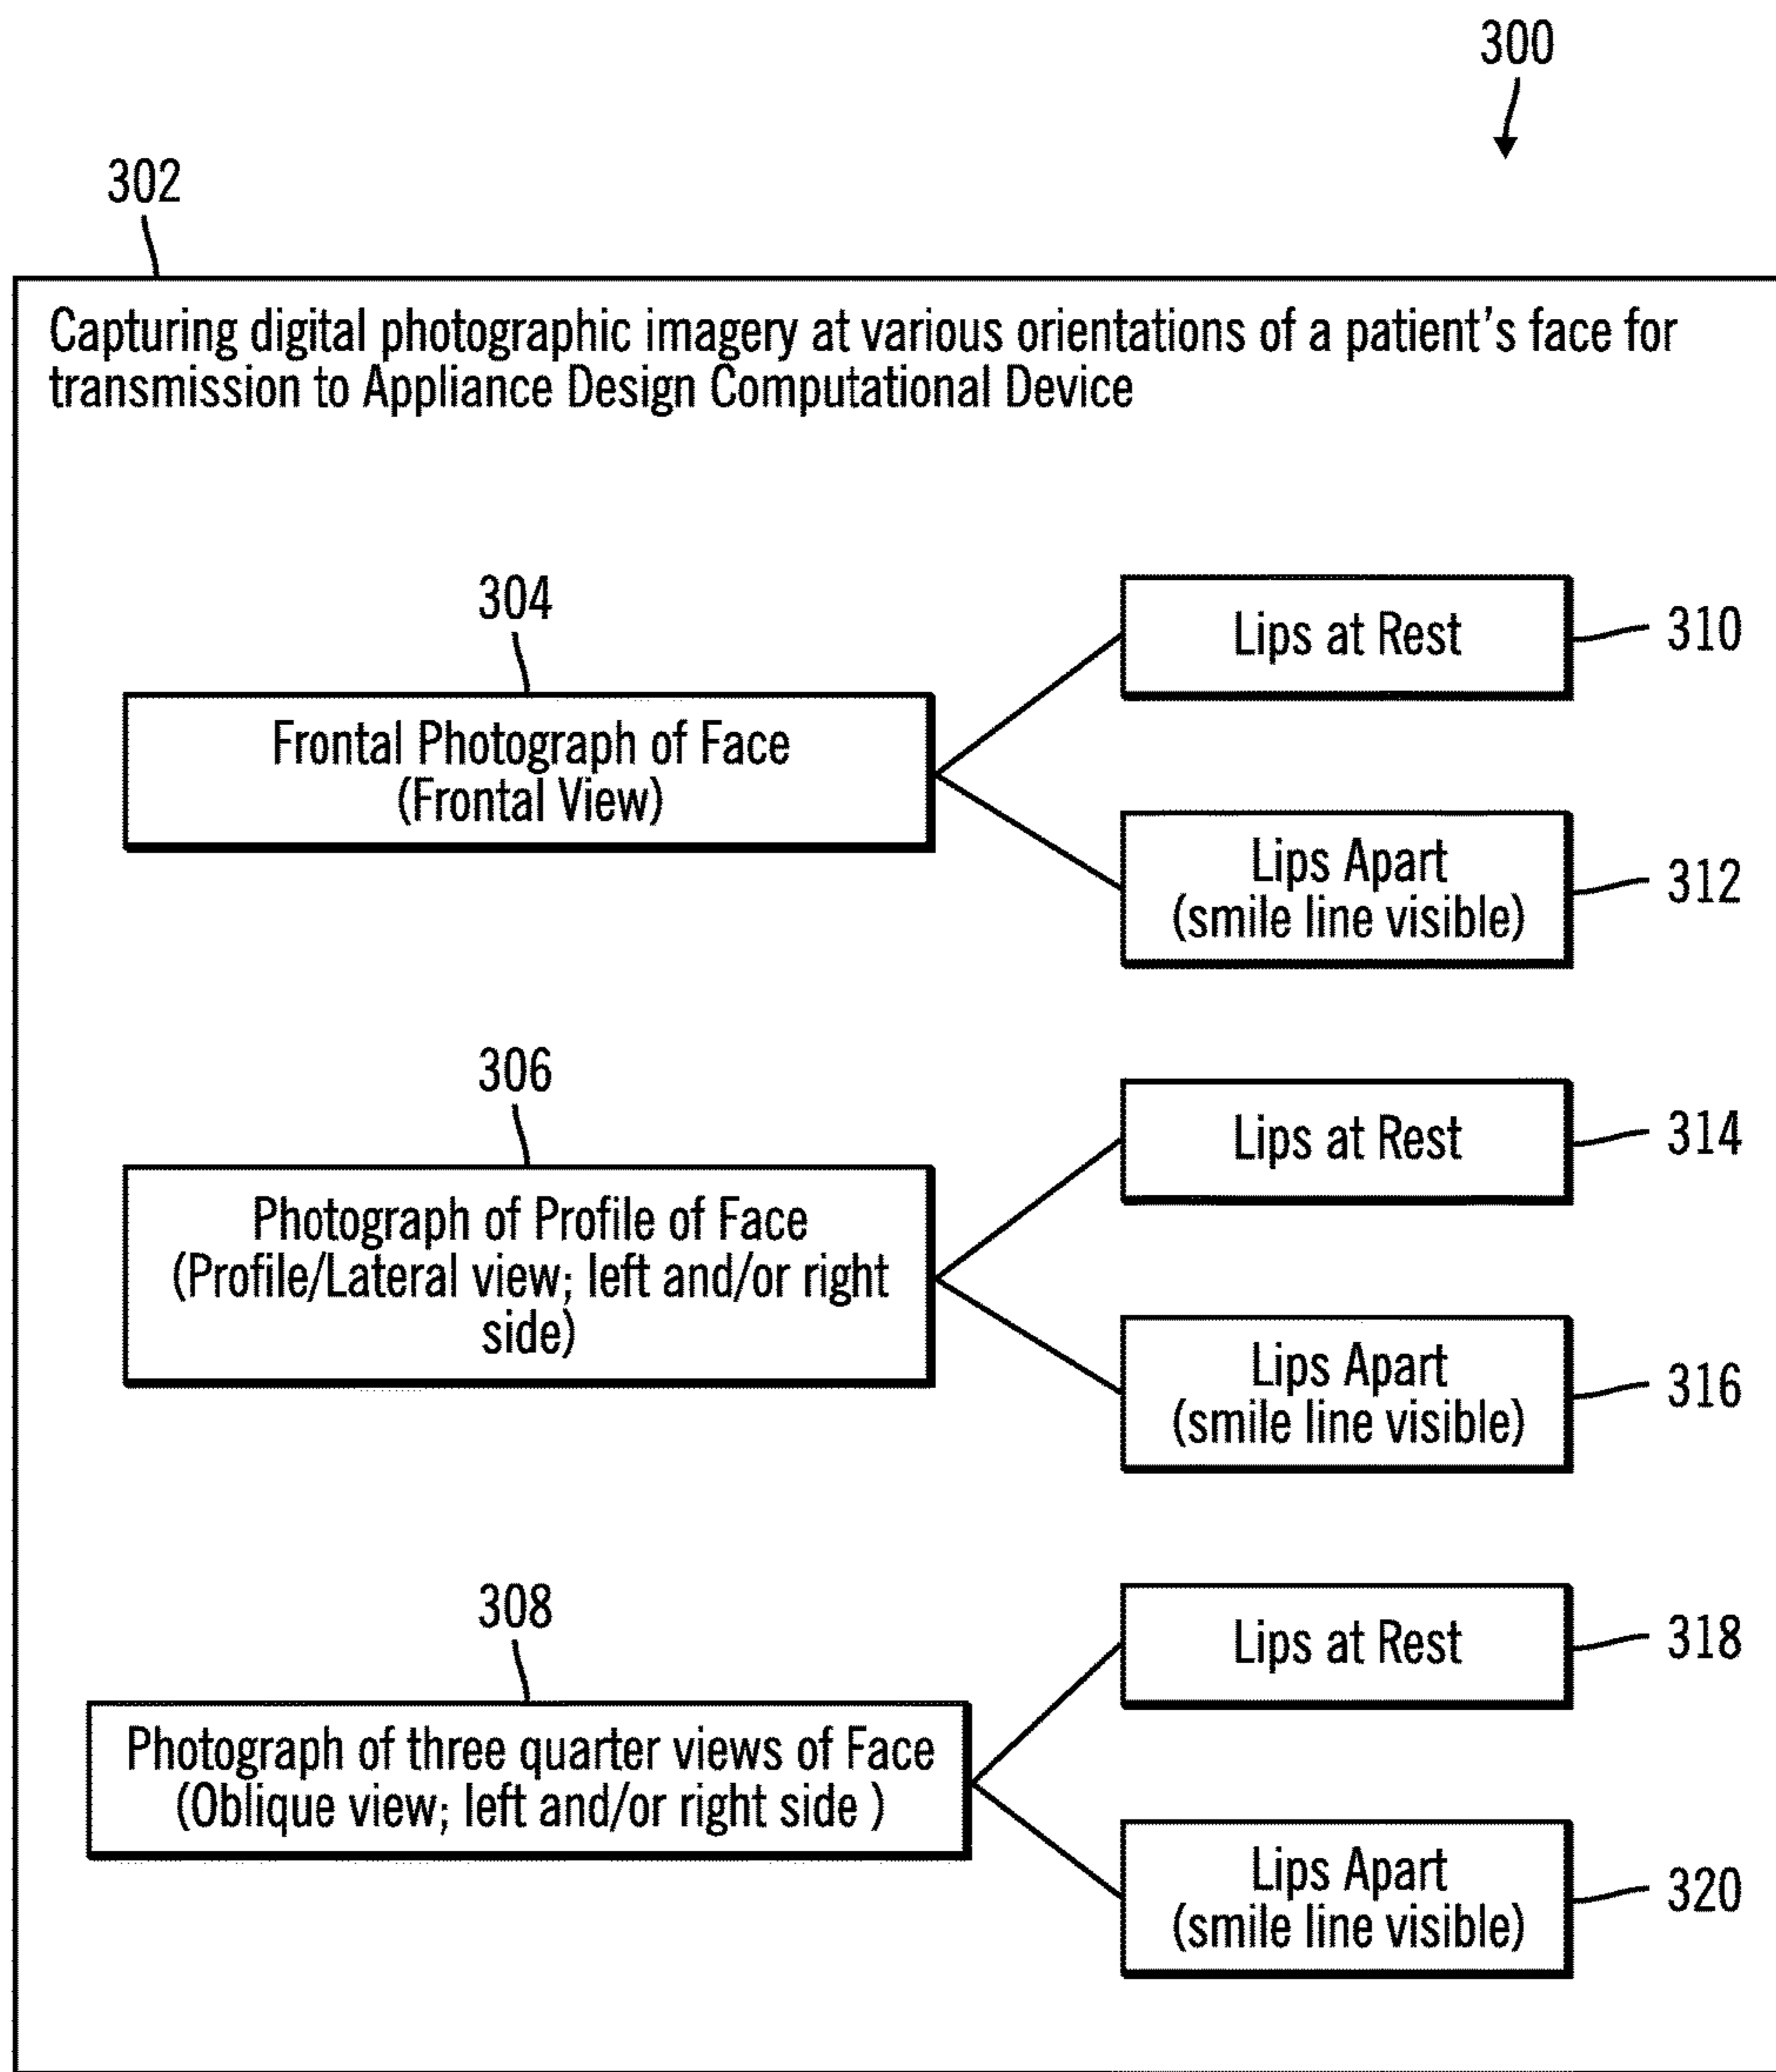 300
302
Capturing digital photographic imagery at various orientations of a patient's face for
transmission to Appliance Design Computational Device
304
Frontal Photograph of Face
(Frontal View)
Lips at Rest
310
Lips Apart
(smile line visible)
312
306
Photograph of Profile of Face
(Profile/Lateral view; left and/or right
side)
Lips at Rest
314
Lips Apart
(smile line visible)
316
308
Photograph of three quarter views of Face
(Oblique view; left and/or right side )
Lips at Rest
318
Lips Apart
(smile line visible)
320